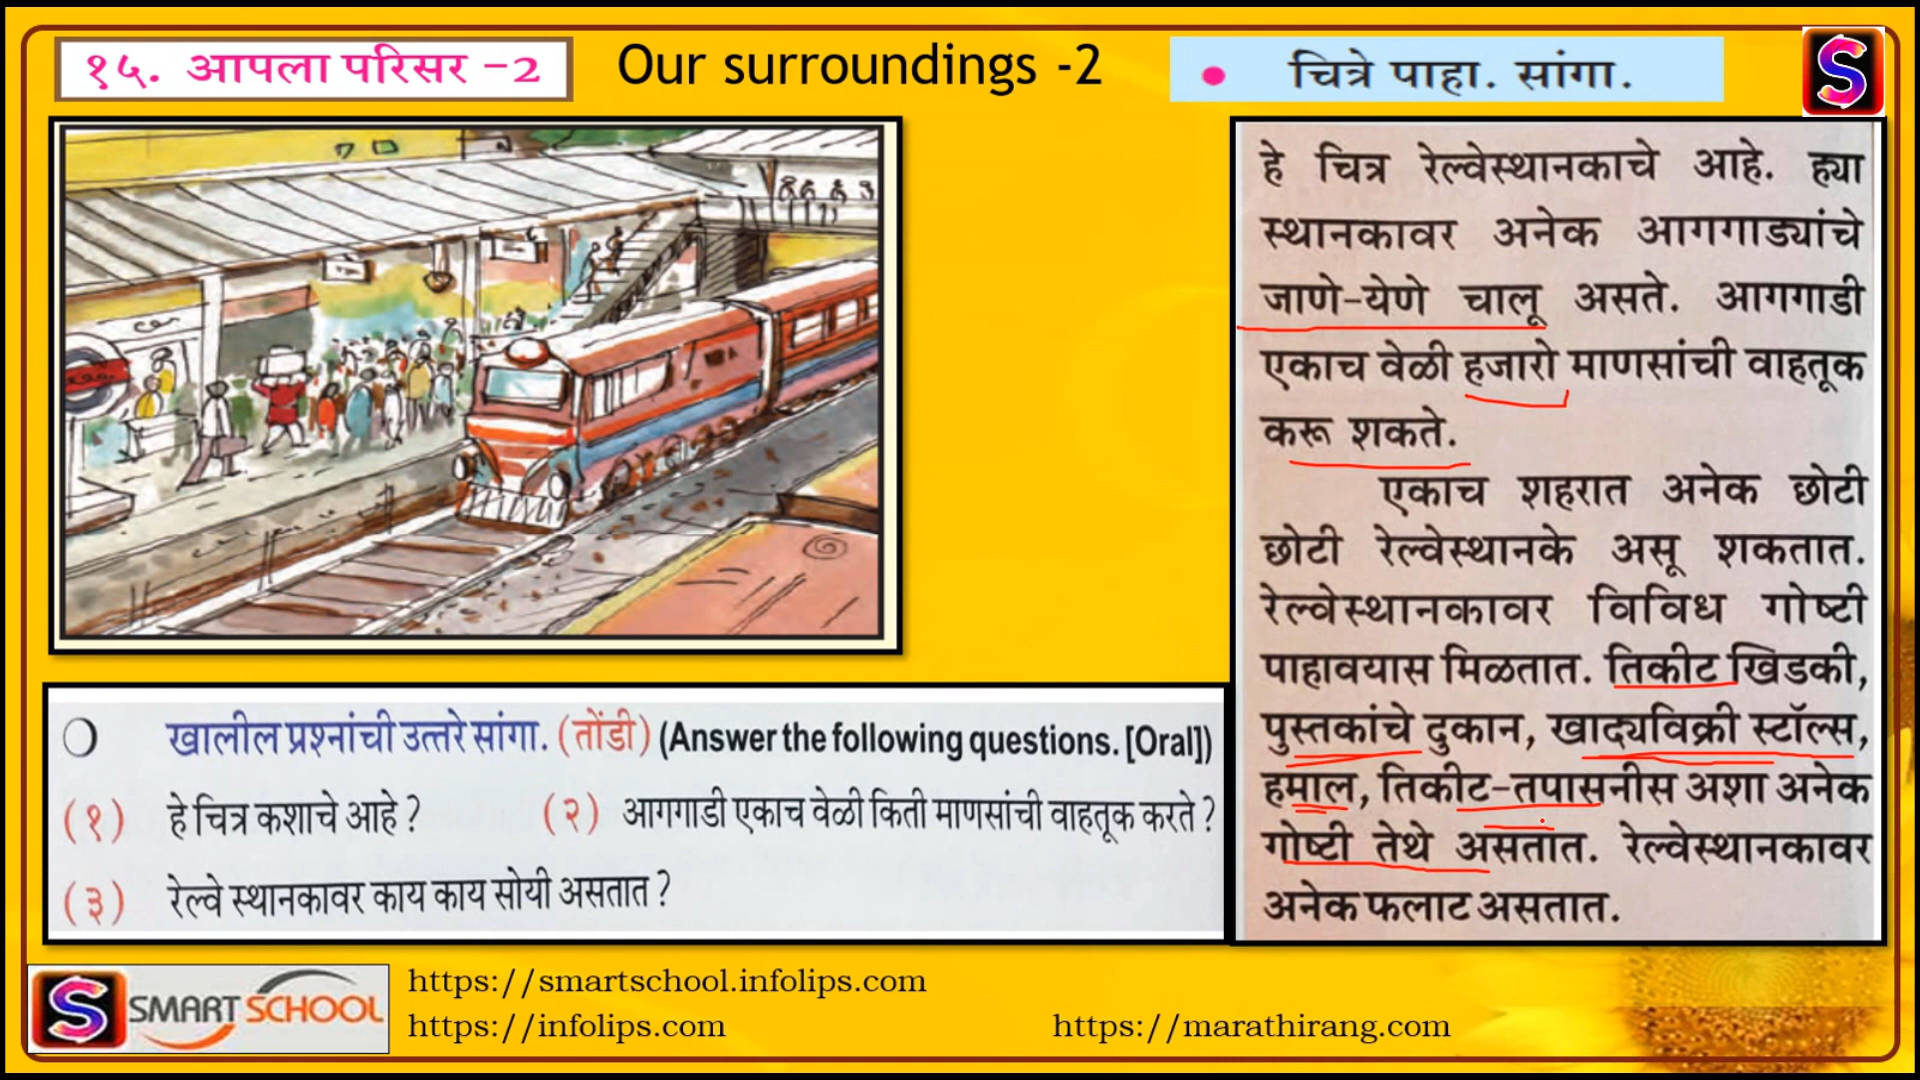 १५. आपला परिसर –2
Our surroundings -2
• चित्रे पाहा. सांगा.
S
हे चित्र रेल्वेस्थानकाचे आहे. ह्या
स्थानकावर अनेक आगगाड्यांचे
जाणे-येणे चालू असते. आगगाडी
एकाच वेळी हजारो माणसांची वाहतूक
करू शकते.
एकाच शहरात अनेक छोटी
छोटी रेल्वेस्थानके असू शकतात.
रेल्वेस्थानकावर विविध गोष्टी
पाहावयास मिळतात. तिकीट खिडकी,
पुस्तकांचे दुकान, खाद्यविक्री स्टॉल्स,
हमाल, तिकीट-तपासनीस अशा अनेक
गोष्टी तेथे असतात. रेल्वेस्थानकावर
अनेक फलाट असतात.
खालील प्रश्नांची उत्तरे सांगा. (तोंडी) (Answer the following questions. [Oral])
(१) हे चित्र कशाचे आहे ? (२) आगगाडी एकाच वेळी किती माणसांची वाहतूक करते ?
(३) रेल्वे स्थानकावर काय काय सोयी असतात ?
S SMART SCHOOL
https://smartschool.infolips.com
https://infolips.com
https://marathirang.com